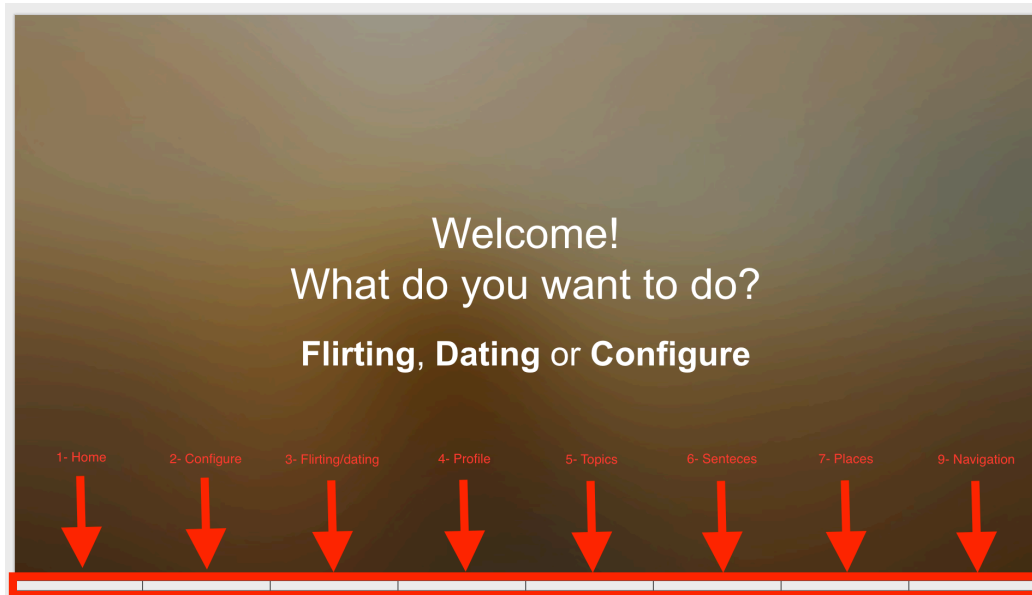 Welcome!
What do you want to do?
Flirting, Dating or Configure
1- Home
2- Configure
3- Flirting/dating
4- Profile
5- Topics
6- Senteces
7- Places
9- Navigation